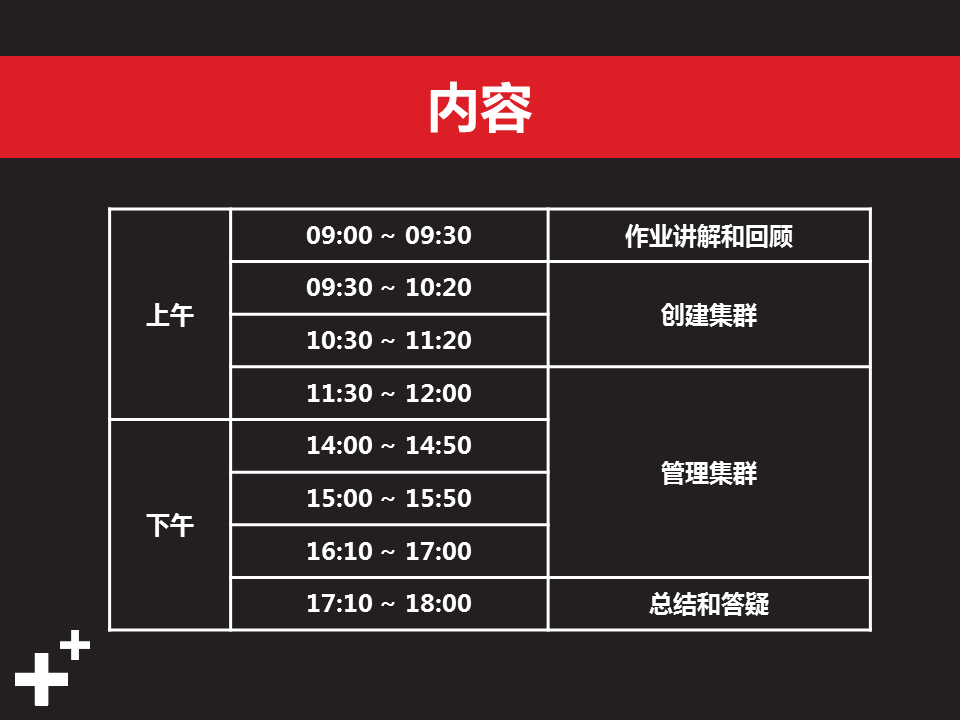 内容
上午
09:00 ~ 09:30
作业讲解和回顾
09:30 ~ 10:20
创建集群
10:30 ~ 11:20
11:30 ~ 12:00
管理集群
下午
14:00 ~ 14:50
15:00 ~ 15:50
16:10 ~ 17:00
17:10 ~ 18:00
总结和答疑